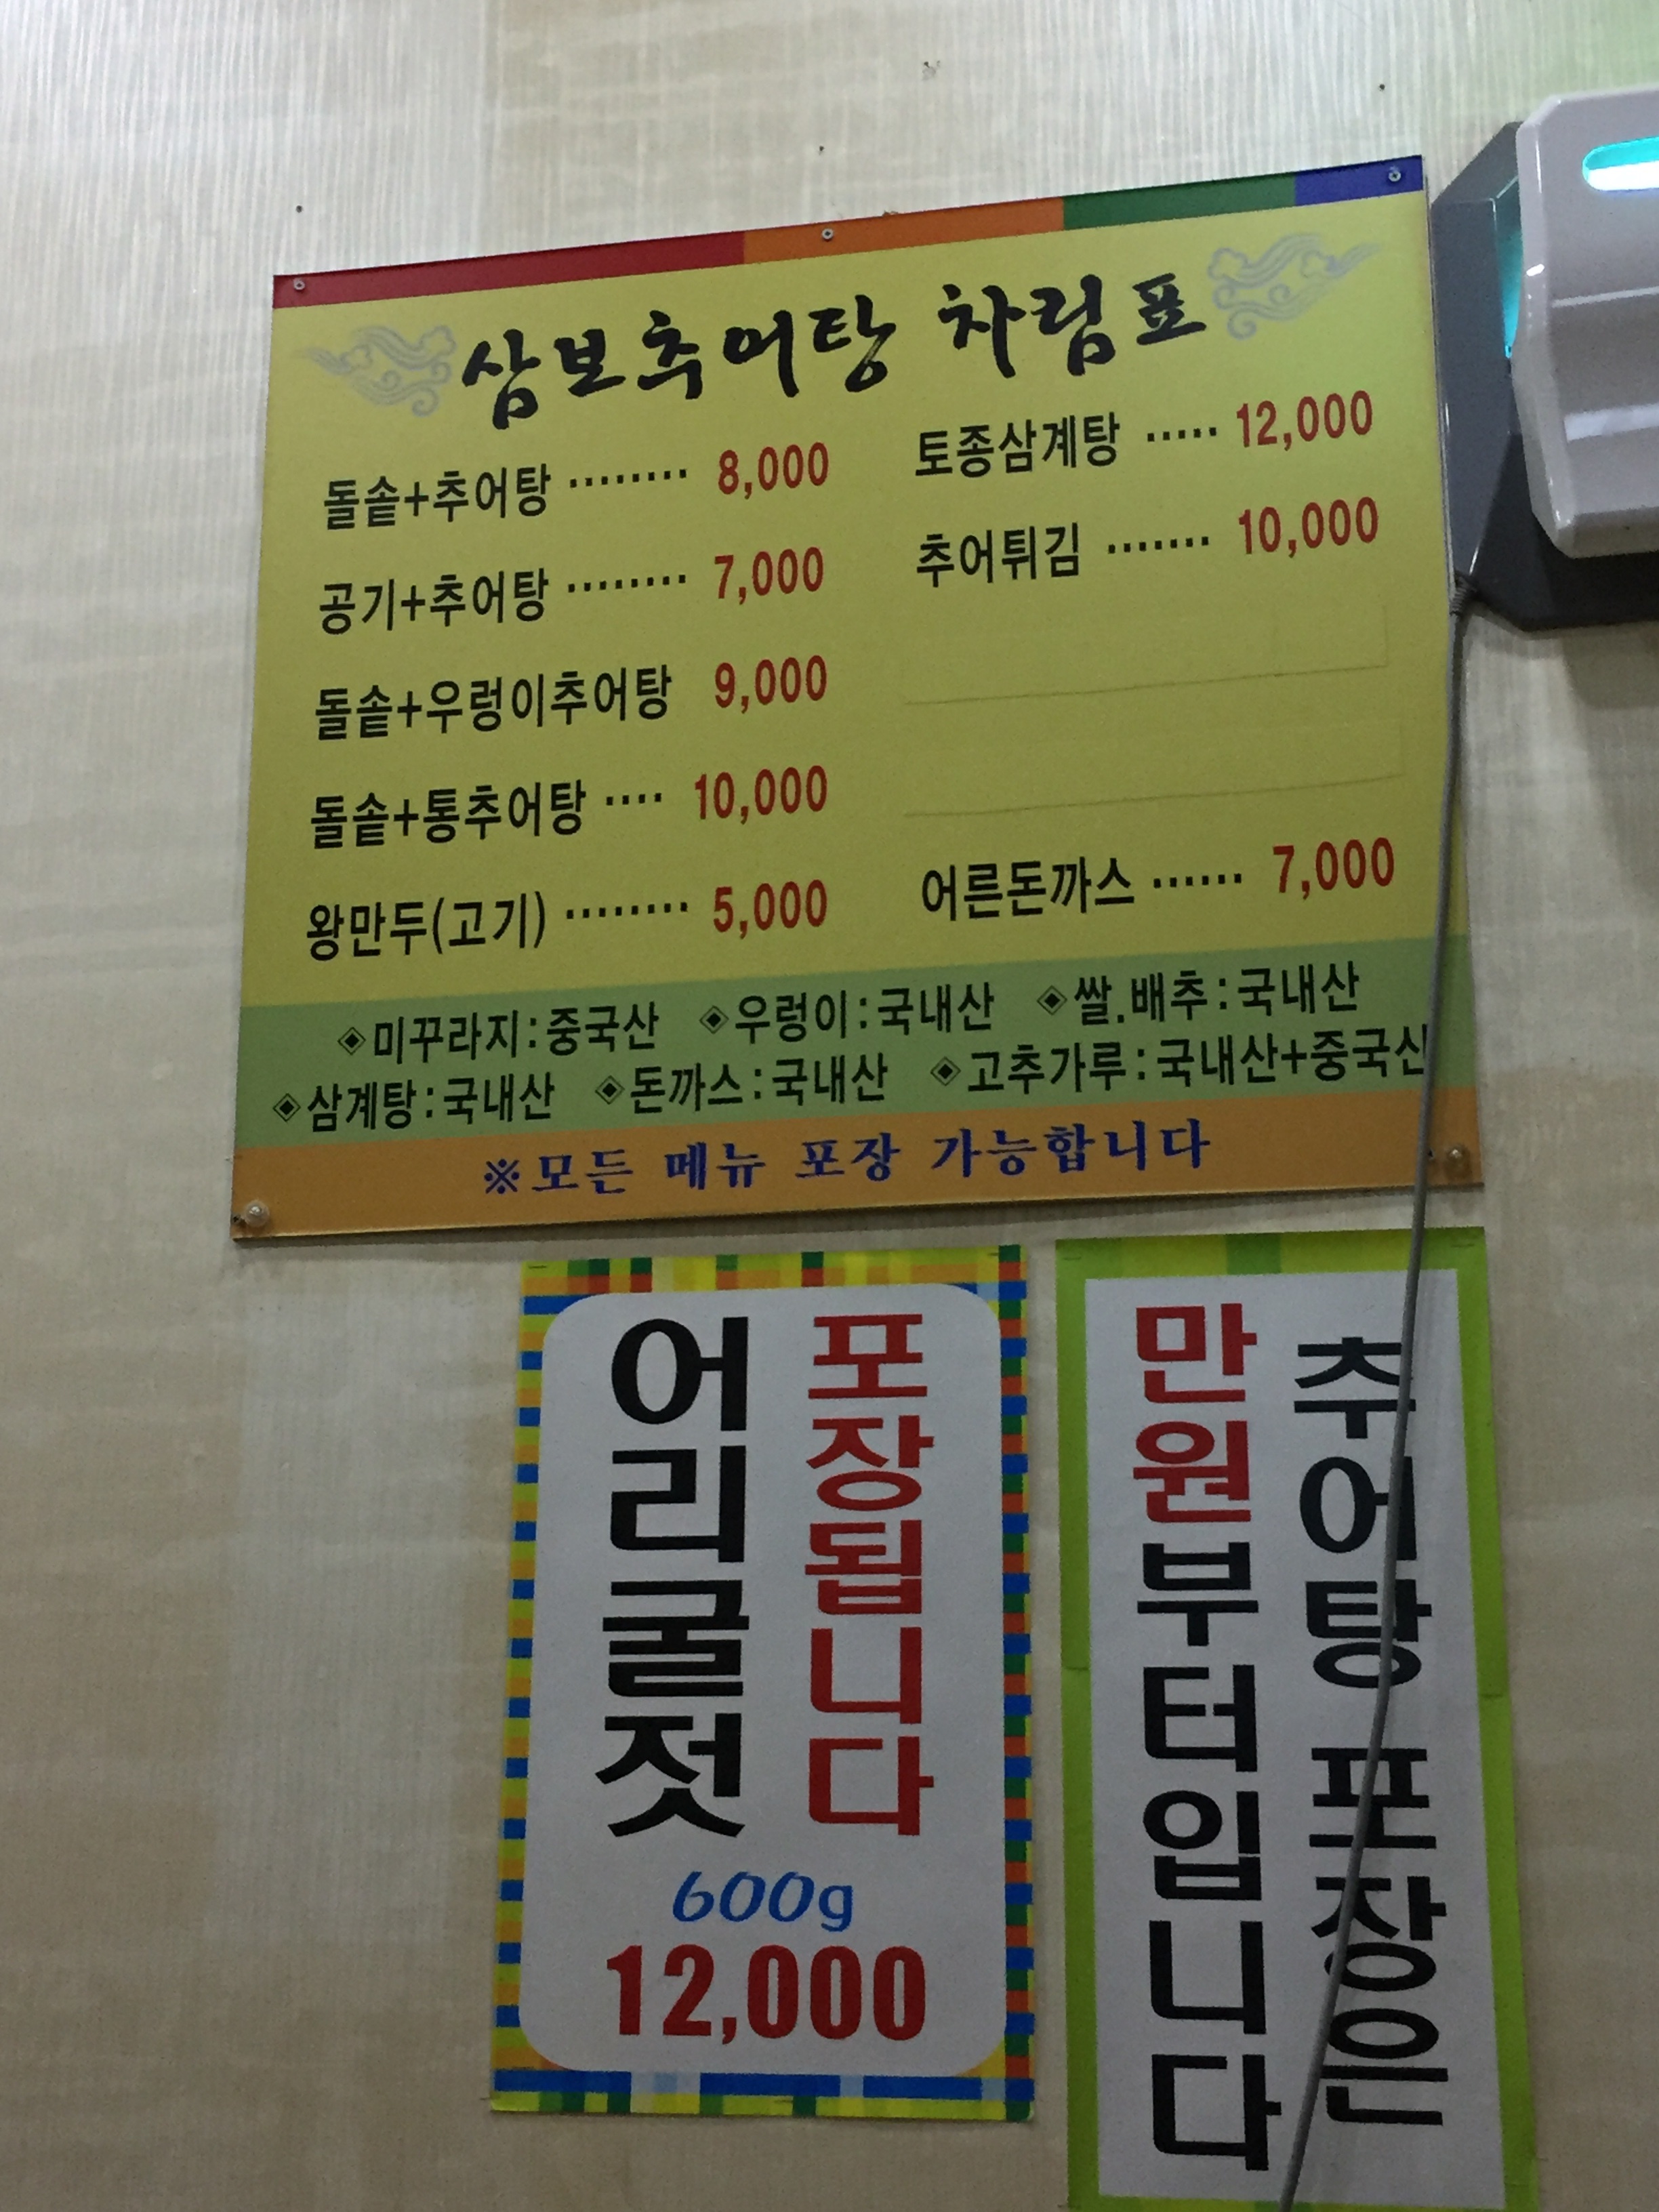 삼보추어탕 차림표
돌솥+추어탕 ········ 8,000
공기+추어탕 ········ 7,000
돌솥+우렁이추어탕 9,000
돌솥+통추어탕 ···· 10,000
왕만두(고기) ········ 5,000
토종삼계탕 ····· 12,000
추어튀김 ······· 10,000
어른돈까스 ······ 7,000
◈미꾸라지:중국산 ◈우렁이:국내산 ◈쌀.배추:국내산
◈삼계탕:국내산 ◈돈까스:국내산 ◈고추가루:국내산+중국산
※모든 메뉴 포장 가능합니다
어리굴젓
포장됩니다
600g
12,000
추어탕 포장은
만원부터입니다